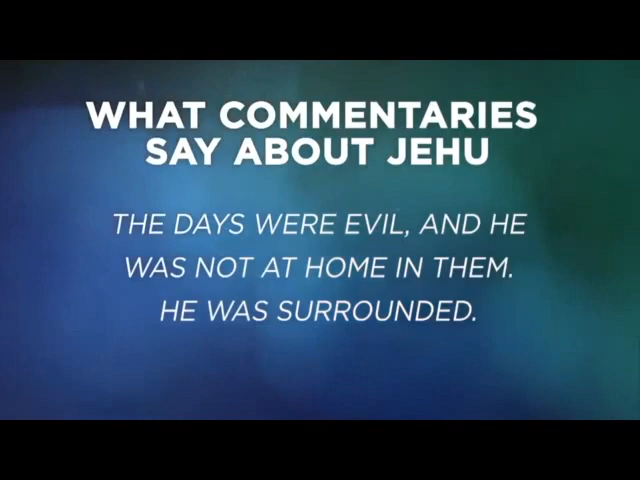 WHAT COMMENTARIES
SAY ABOUT JEHU
THE DAYS WERE EVIL, AND HE
WAS NOT AT HOME IN THEM.
HE WAS SURROUNDED.